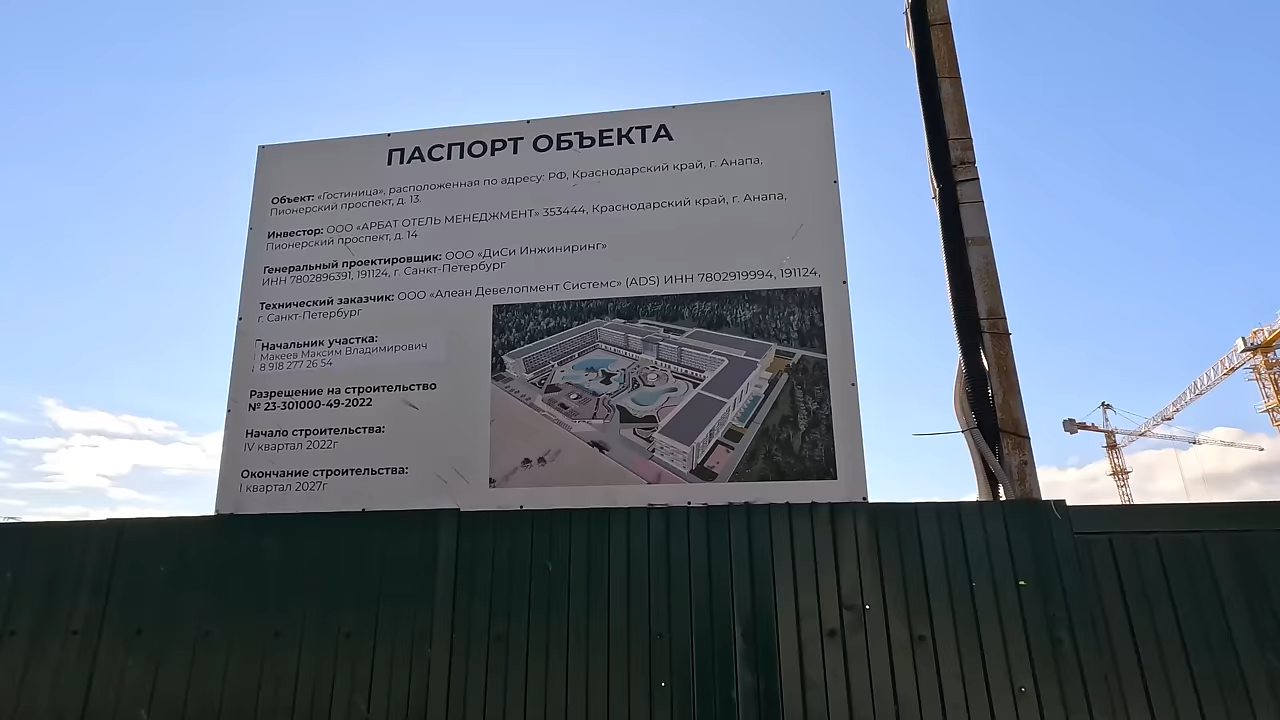 ПАСПОРТ ОБЪЕКТА
Объект: «Гостиница», расположенная по адресу: РФ, Краснодарский край, г. Анапа,
Пионерский проспект, д. 13.
Инвестор: ООО «АРБАТ ОТЕЛЬ МЕНЕДЖМЕНТ» 353444, Краснодарский край, г. Анапа,
Пионерский проспект, д. 14
Генеральный проектировщик: ООО «ДиСи Инжиниринг»
ИНН 7802896391, 191124, г. Санкт-Петербург
Технический заказчик: ООО «Алеан Девелопмент Системс» (ADS) ИНН 7802919994, 191124,
г. Санкт-Петербург
Начальник участка:
Макеев Максим Владимирович
8 918 277 26 54
Разрешение на строительство
№ 23-301000-49-2022
Начало строительства:
IV квартал 2022г
Окончание строительства:
I квартал 2027г